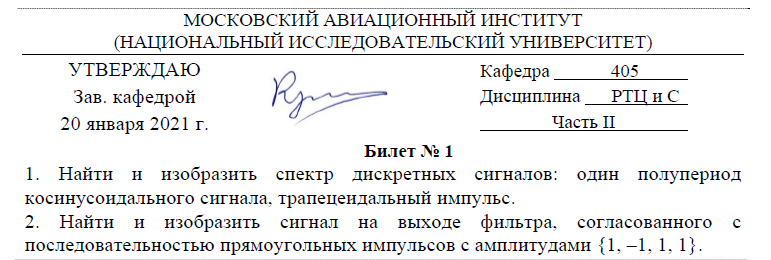 МОСКОВСКИЙ АВИАЦИОННЫЙ ИНСТИТУТ
(НАЦИОНАЛЬНЫЙ ИССЛЕДОВАТЕЛЬСКИЙ УНИВЕРСИТЕТ)
УТВЕРЖДАЮ
Зав. кафедрой
20 января 2021 г.
Кафедра 405
Дисциплина РТЦ и С
Часть II
Билет № 1
1. Найти и изобразить спектр дискретных сигналов: один полупериод
косинусоидального сигнала, трапецеидальный импульс.
2. Найти и изобразить сигнал на выходе фильтра, согласованного с
последовательностью прямоугольных импульсов с амплитудами {1, –1, 1, 1}.